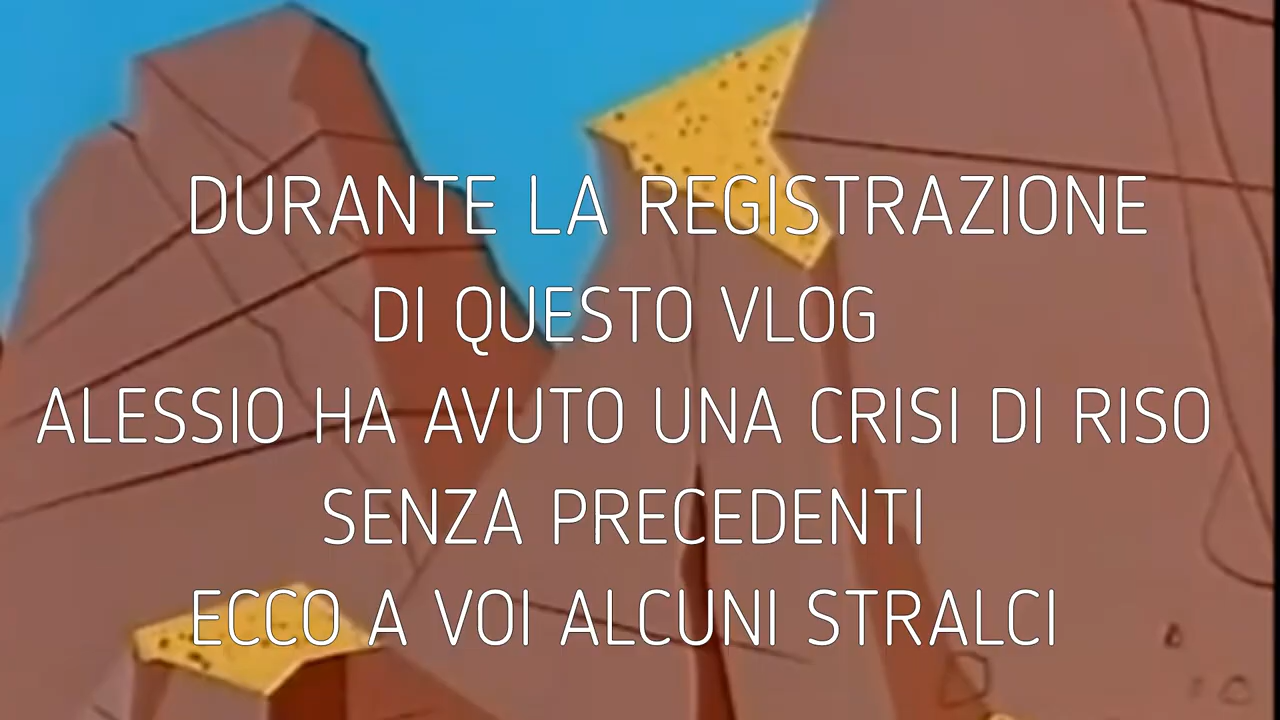 DURANTE LA REGISTRAZIONE
DI QUESTO VLOG
ALESSIO HA AVUTO UNA CRISI DI RISO
SENZA PRECEDENTI
ECCO A VOI ALCUNI STRALCI